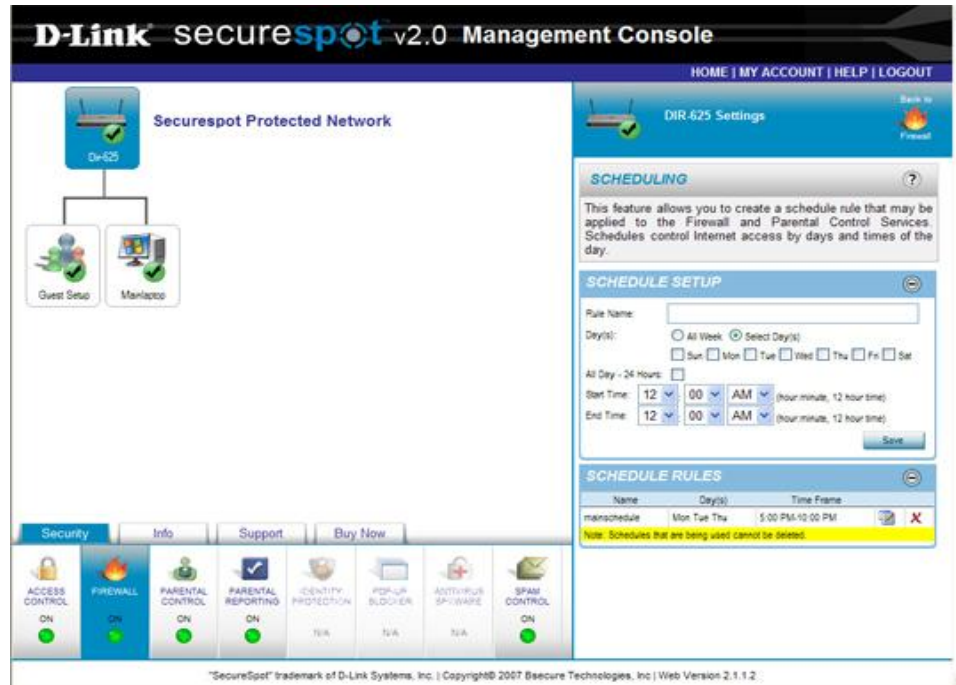 D-Link securespot v2.0 Management Console
HOME | MY ACCOUNT | HELP | LOGOUT
Dir-625
Securespot Protected Network
Guest Setup
Mainlaptop
DIR-625 Settings
Back to
Firewall
SCHEDULING
?
This feature allows you to create a schedule rule that may be
applied to the Firewall and Parental Control Services.
Schedules control Internet access by days and times of the
day.
SCHEDULE SETUP
Rule Name:
Day(s): All Week Select Day(s)
Sun Mon Tue Wed Thu Fri Sat
All Day - 24 Hours:
Start Time: 12 : 00 AM (hour:minute, 12 hour time)
End Time: 12 : 00 AM (hour:minute, 12 hour time)
Save
SCHEDULE RULES
Name Day(s) Time Frame
mainschedule Mon Tue Thu 5:00 PM-10:00 PM
Note: Schedules that are being used cannot be deleted.
Security Info Support Buy Now
ACCESS CONTROL
ON
FIREWALL
ON
PARENTAL CONTROL
ON
PARENTAL REPORTING
ON
IDENTITY PROTECTION
N/A
POP-UP BLOCKER
N/A
ANTIVIRUS SPYWARE
N/A
SPAM CONTROL
ON
"SecureSpot" trademark of D-Link Systems, Inc. | Copyright© 2007 Bsecure Technologies, Inc | Web Version 2.1.1.2